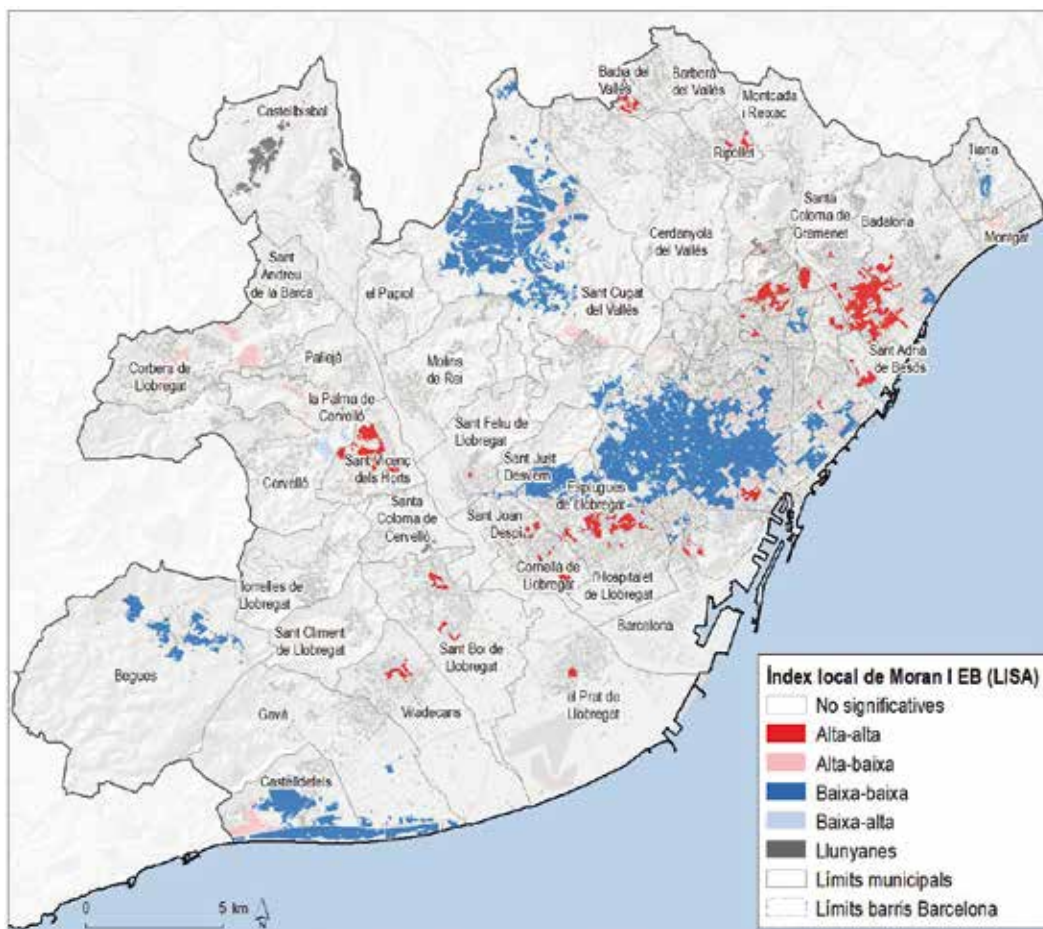 Badia del
Vallès
Barberà
del Vallès
Montcada
i Reixac
Castellbisbal
Ripollet
Tiana
Santa
Coloma de
Gramenet
Badalona
Montgat
Cerdanyola
del Vallès
Sant
Andreu
de la Barca
el Papiol
Sant Cugat
del Vallès
Sant Adrià
de Besòs
Corbera de
Llobregat
Pallejà
Molins
de Rei
la Palma de
Cervelló
Sant Feliu de
Llobregat
Sant Vicenç
dels Horts
Sant Just
Desvern
Cervelló
Esplugues
de Llobregat
Santa
Coloma de
Cervelló
Sant Joan
Despí
Cornellà de
Llobregat
l'Hospitalet
de Llobregat
Torrelles de
Llobregat
Barcelona
Sant Climent
de Llobregat
Sant Boi de
Llobregat
Begues
el Prat de
Llobregat
Gavà
Viladecans
Castelldefels
0 5 km
Índex local de Moran I EB (LISA)
No significatives
Alta-alta
Alta-baixa
Baixa-baixa
Baixa-alta
Llunyanes
Límits municipals
Límits barris Barcelona